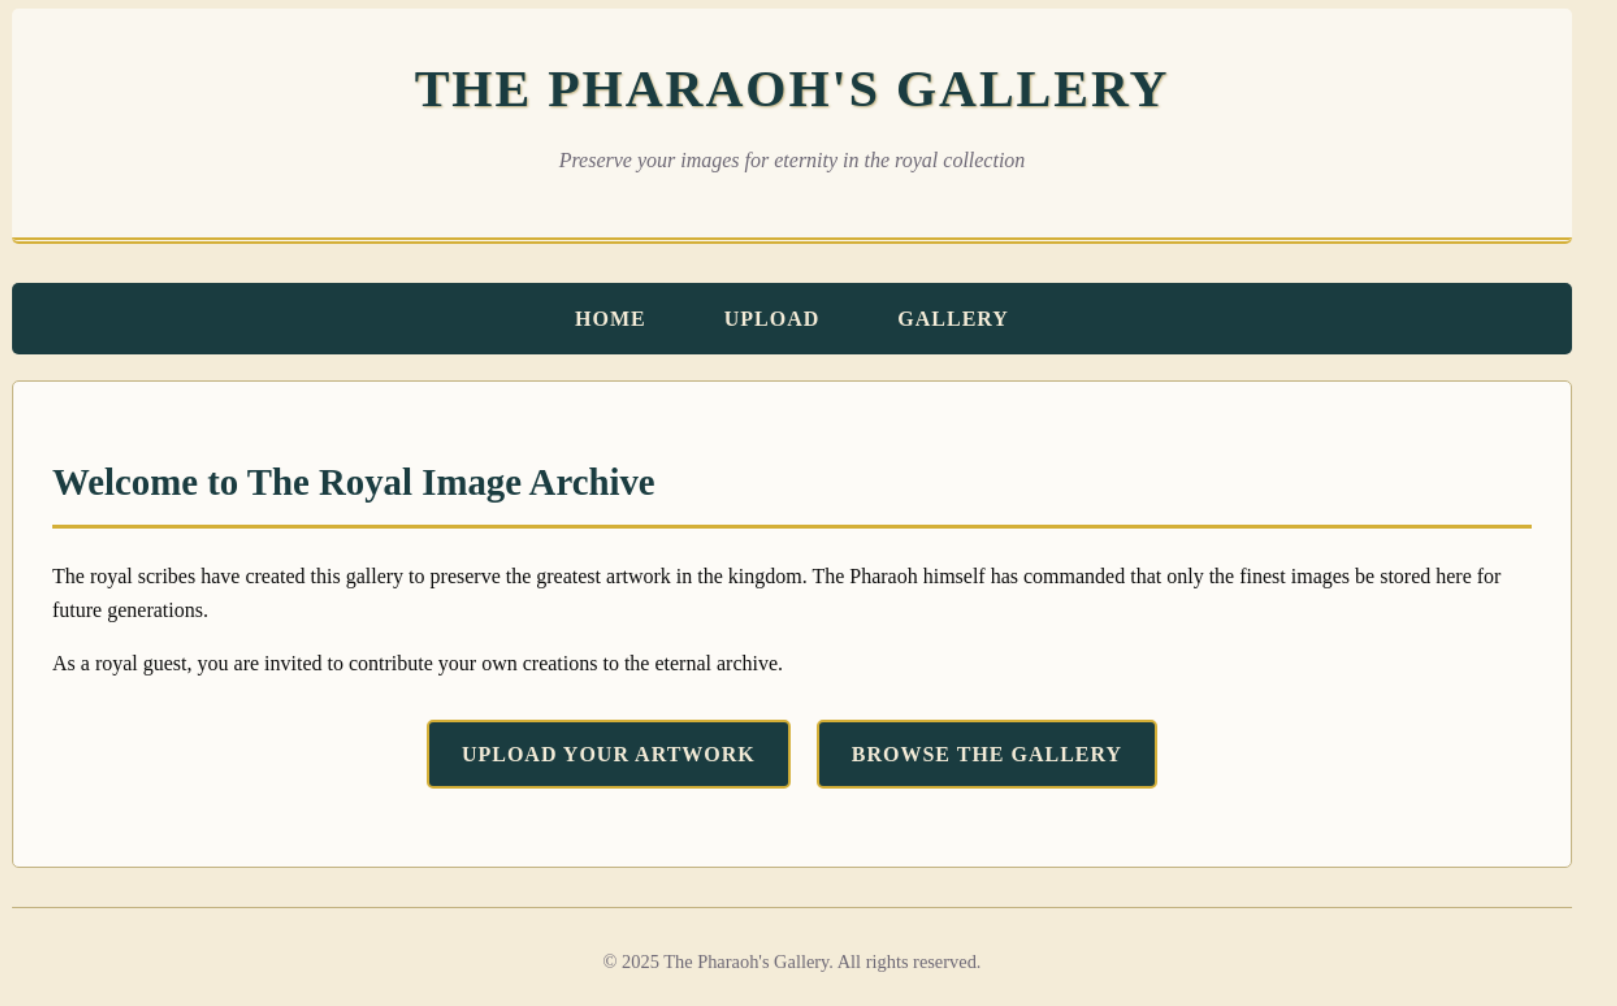 THE PHARAOH'S GALLERY
Preserve your images for eternity in the royal collection
HOME UPLOAD GALLERY
Welcome to The Royal Image Archive
The royal scribes have created this gallery to preserve the greatest artwork in the kingdom. The Pharaoh himself has commanded that only the finest images be stored here for
future generations.
As a royal guest, you are invited to contribute your own creations to the eternal archive.
UPLOAD YOUR ARTWORK BROWSE THE GALLERY
© 2025 The Pharaoh's Gallery. All rights reserved.